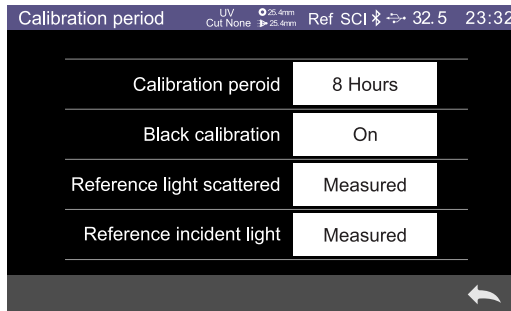 Calibration period UV Cut None 25.4mm 25.4mm Ref SCI 32.5 23:32
Calibration peroid 8 Hours
Black calibration On
Reference light scattered Measured
Reference incident light Measured